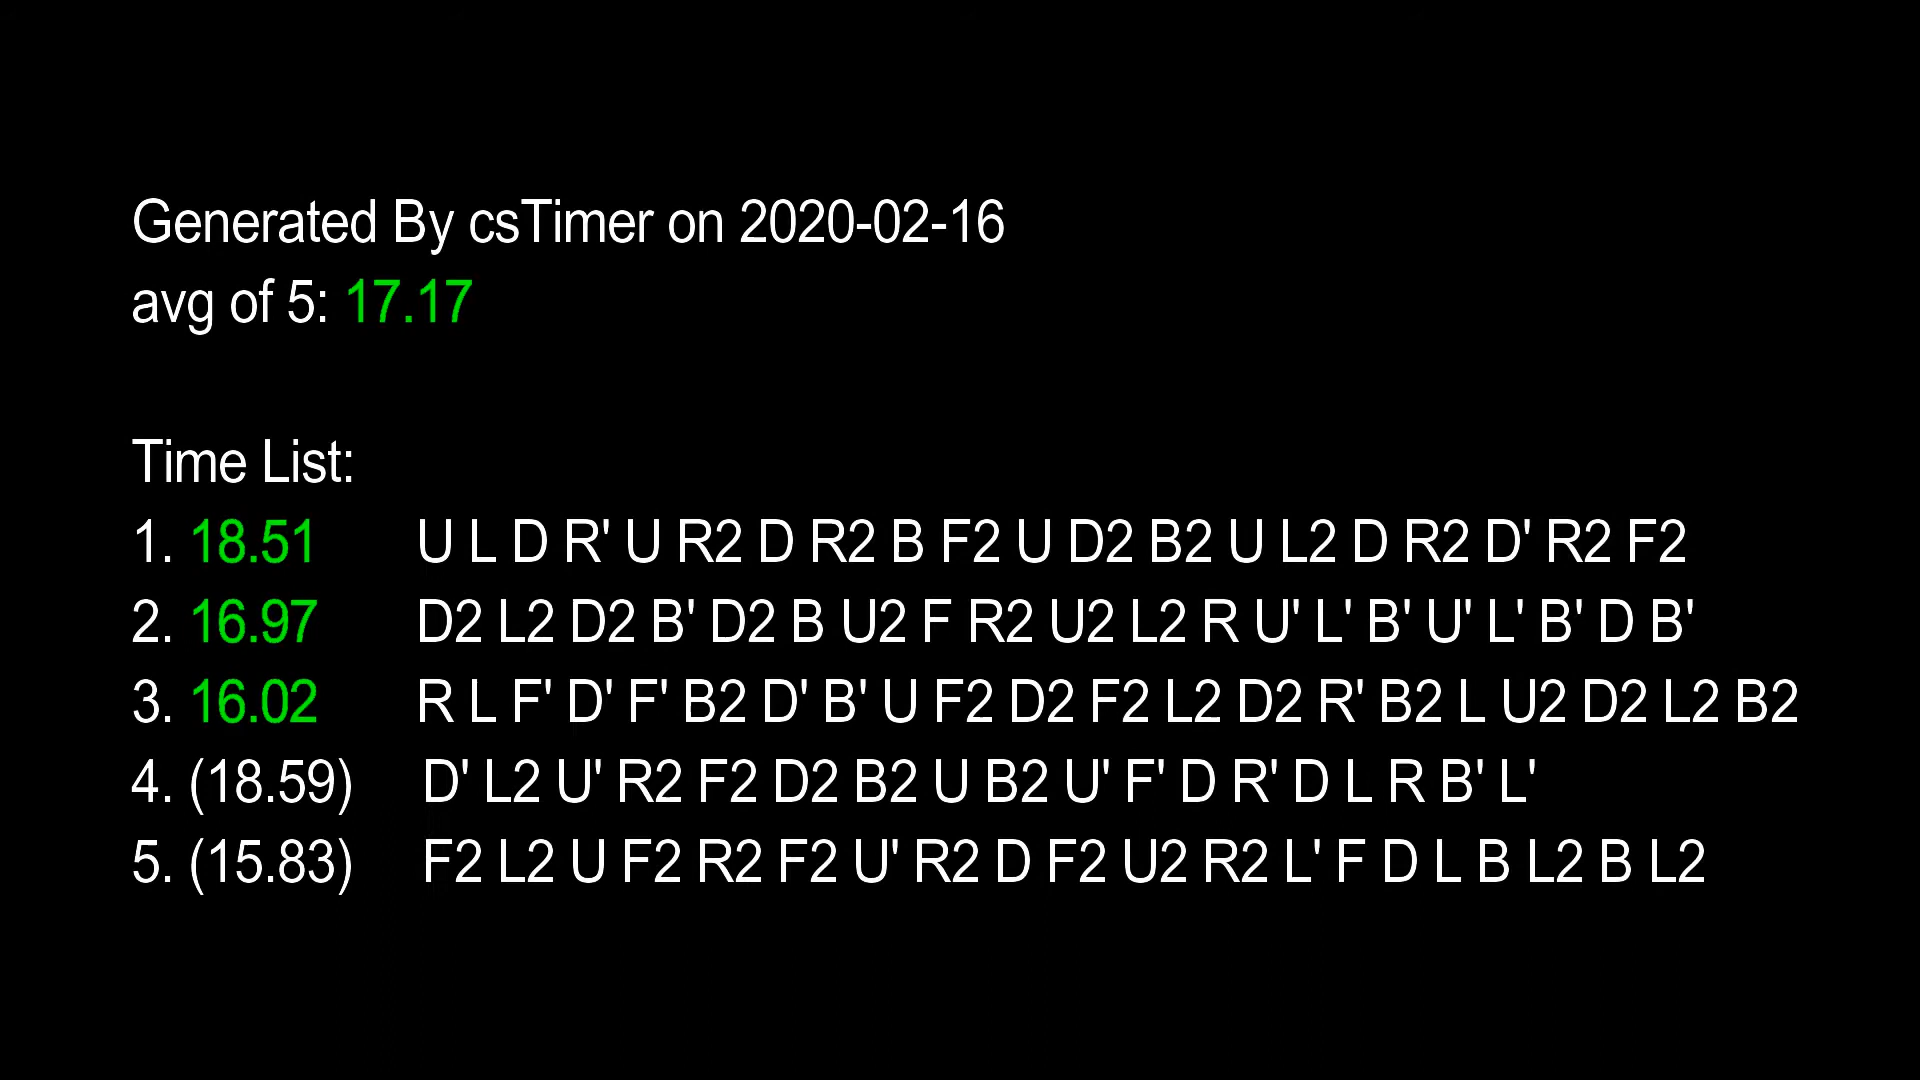 Generated By csTimer on 2020-02-16
avg of 5: 17.17
Time List:
1. 18.51 U L D R' U R2 D R2 B F2 U D2 B2 U L2 D R2 D' R2 F2
2. 16.97 D2 L2 D2 B' D2 B U2 F R2 U2 L2 R U' L' B' U' L' B' D B'
3. 16.02 R L F' D' F' B2 D' B' U F2 D2 F2 L2 D2 R' B2 L U2 D2 L2 B2
4. (18.59) D' L2 U' R2 F2 D2 B2 U B2 U' F' D R' D L R B' L'
5. (15.83) F2 L2 U F2 R2 F2 U' R2 D F2 U2 R2 L' F D L B L2 B L2